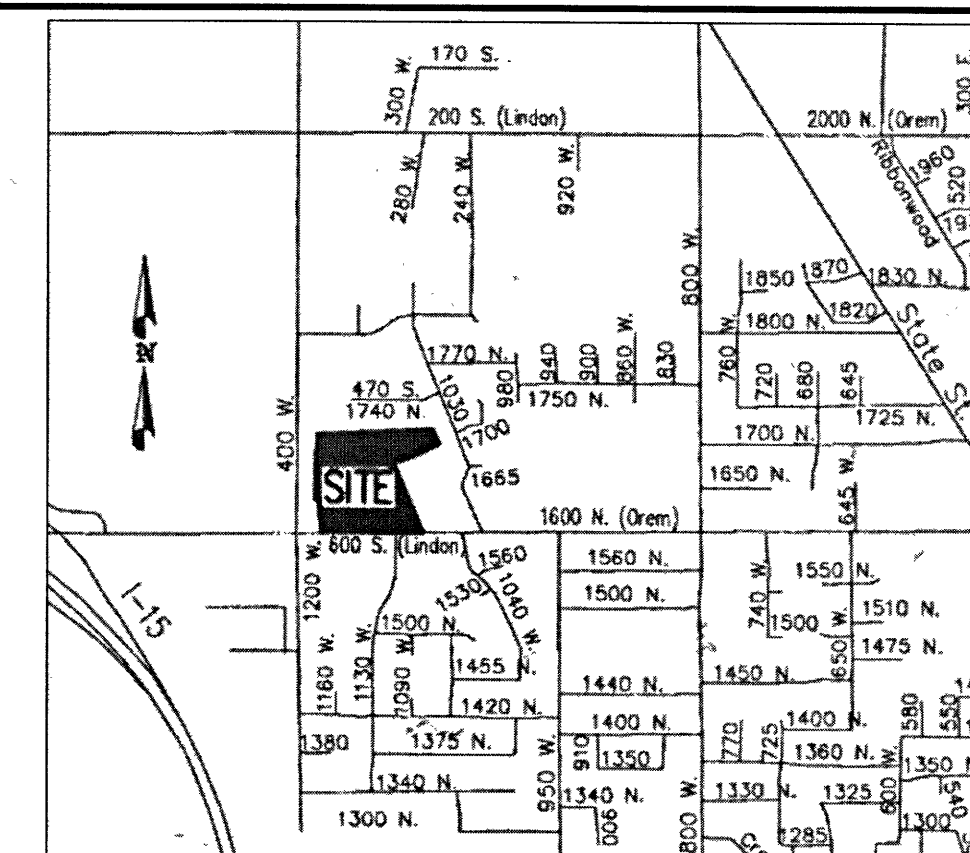 170 S.
300 W.
200 S. (Lindon)
2000 N. (Orem)
300 E.
280 W.
240 W.
920 W.
800 W.
Ribbonwood
1960
520
N
1850
1870
1830 N.
1820
1800 N.
State St.
760 W.
720
680
645
1725 N.
1770 N.
980
940
900
860 W.
830
1750 N.
470 S.
1740 N.
1030
1700
1665
400 W.
SITE
1700 N.
1650 N.
645 W.
1600 N. (Orem)
600 S. (Lindon)
I-15
1200 W.
1560
1530
1040 W.
1560 N.
1500 N.
740 W.
1550 N.
1510 N.
1500
1475 N.
650 W.
1500 N.
1130 W.
1090 W.
1160 W.
1455 N.
1420 N.
1440 N.
1450 N.
1400 N.
1400 N.
580
550
1380
1375 N.
910
1350
770
725
1360 N.
1350 N
1340 N.
950 W.
1340 N.
900
800 W.
1330 N.
1325
600 W.
540
1300 N.
1285
1300